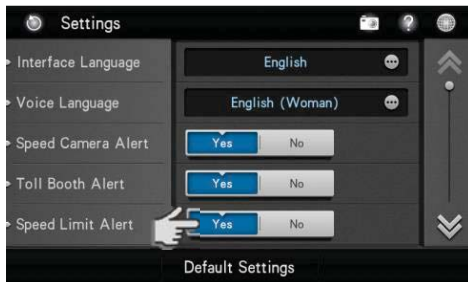 Settings
?
Interface Language English
Voice Language English (Woman)
Speed Camera Alert Yes No
Toll Booth Alert Yes No
Speed Limit Alert Yes No
Default Settings